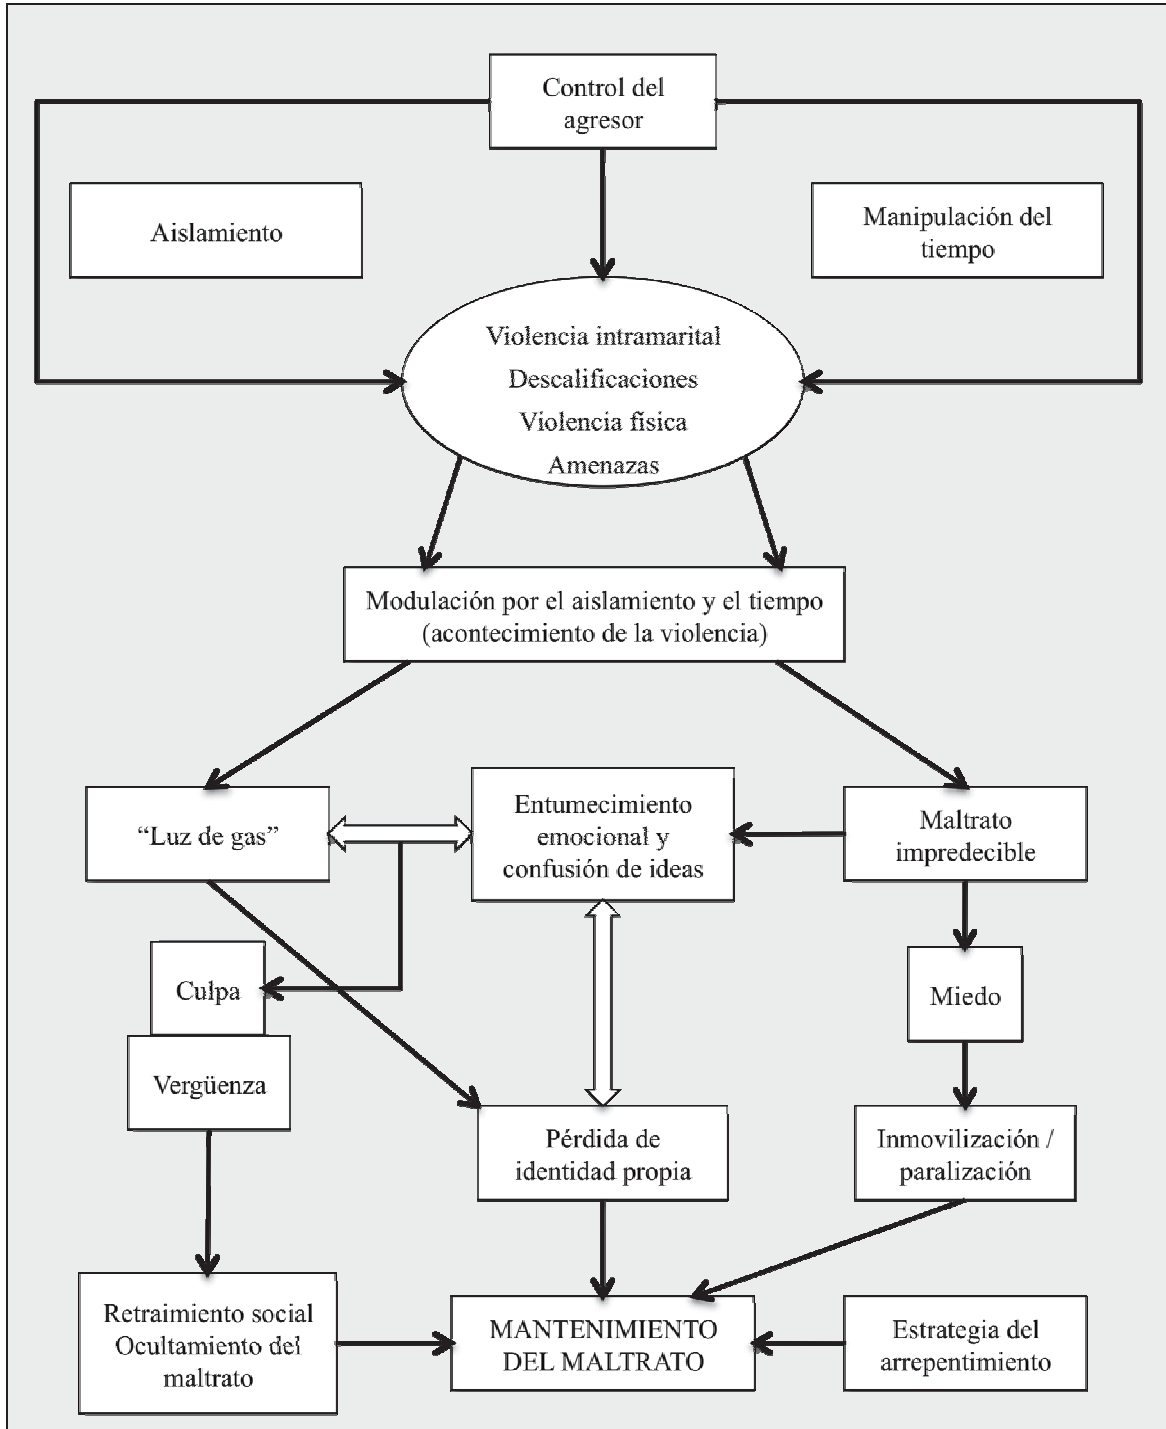 Control del
agresor
Aislamiento
Manipulación del
tiempo
Violencia intramarital
Descalificaciones
Violencia física
Amenazas
Modulación por el aislamiento y el tiempo
(acontecimiento de la violencia)
“Luz de gas”
Entumecimiento
emocional y
confusión de ideas
Maltrato
impredecible
Culpa
Miedo
Vergüenza
Pérdida de
identidad propia
Inmovilización /
paralización
Retraimiento social
Ocultamiento del
maltrato
MANTENIMIENTO
DEL MALTRATO
Estrategia del
arrepentimiento